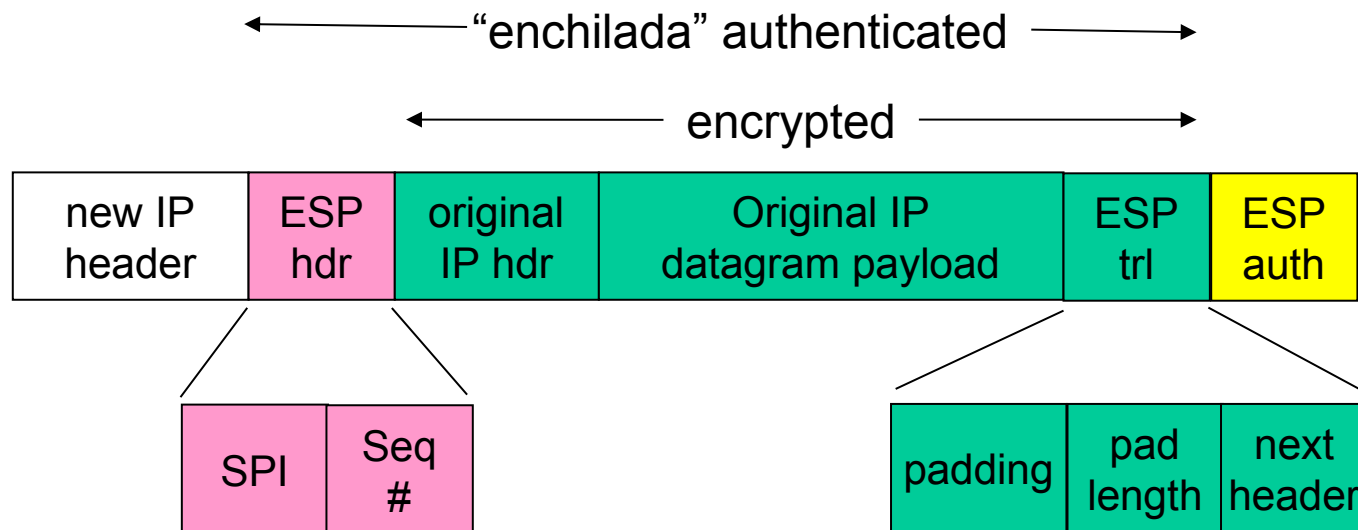 “enchilada” authenticated
encrypted
new IP
header
ESP
hdr
original
IP hdr
Original IP
datagram payload
ESP
trl
ESP
auth
SPI
Seq
#
padding
pad
length
next
header